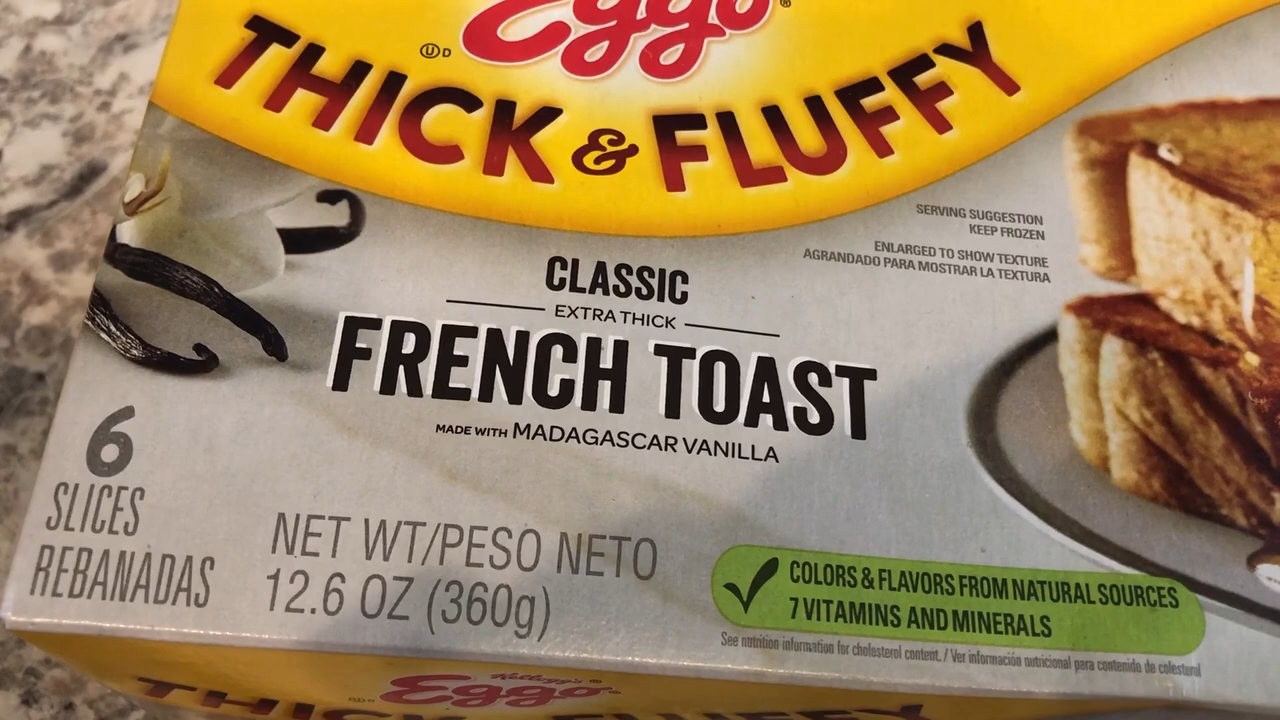 Eggo®
ⓊD
THICK & FLUFFY
SERVING SUGGESTION
KEEP FROZEN
ENLARGED TO SHOW TEXTURE
AGRANDADO PARA MOSTRAR LA TEXTURA
CLASSIC
EXTRA THICK
FRENCH TOAST
MADE WITH MADAGASCAR VANILLA
6
SLICES
REBANADAS
NET WT/PESO NETO
12.6 OZ (360g)
COLORS & FLAVORS FROM NATURAL SOURCES
7 VITAMINS AND MINERALS
See nutrition information for cholesterol content. / Ver información nutricional para contenido de colesterol
Kellogg's®
Eggo®
THICK & FLUFFY